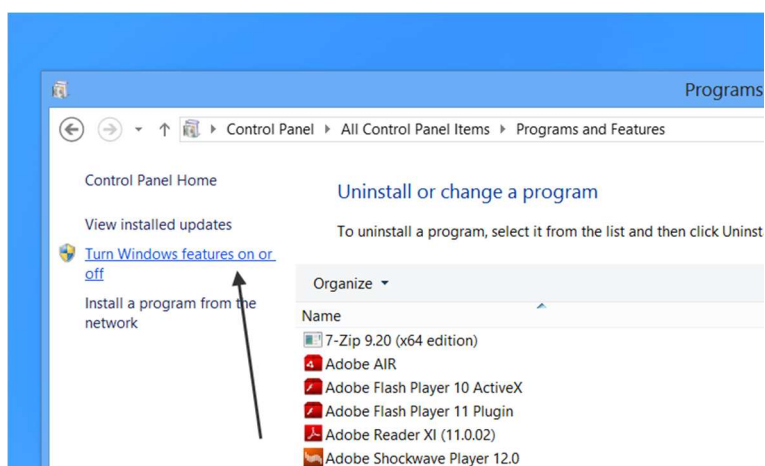 Programs
Control Panel All Control Panel Items Programs and Features
Control Panel Home
View installed updates
Turn Windows features on or
off
Install a program from the
network
Uninstall or change a program
To uninstall a program, select it from the list and then click Uninst
Organize
Name
7-Zip 9.20 (x64 edition)
Adobe AIR
Adobe Flash Player 10 ActiveX
Adobe Flash Player 11 Plugin
Adobe Reader XI (11.0.02)
Adobe Shockwave Player 12.0